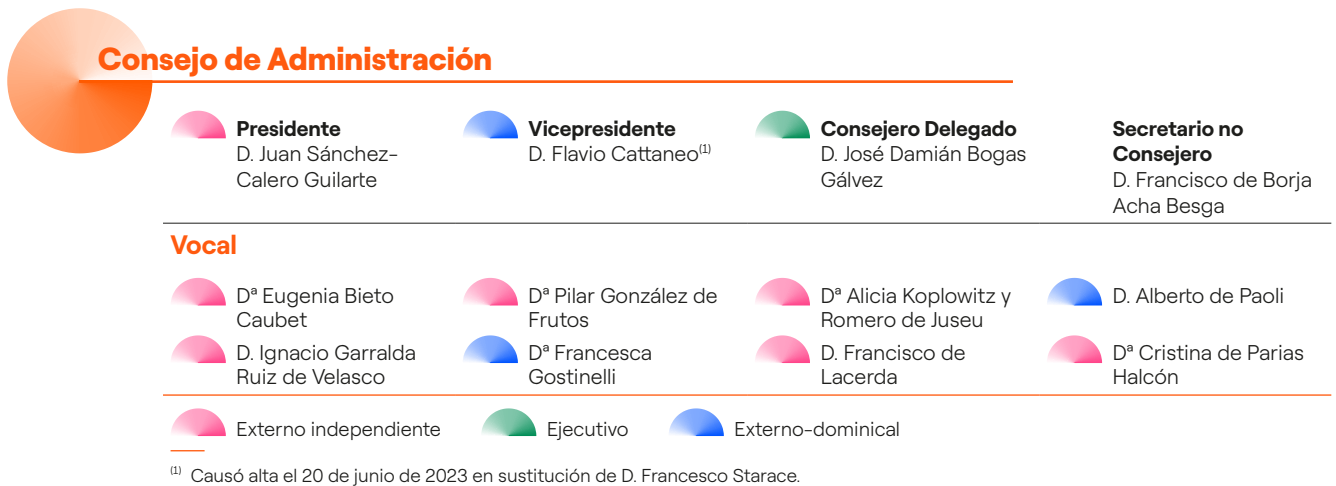 Consejo de Administración
Presidente
D. Juan Sánchez-
Calero Guilarte
Vicepresidente
D. Flavio Cattaneo(1)
Consejero Delegado
D. José Damián Bogas
Gálvez
Secretario no
Consejero
D. Francisco de Borja
Acha Besga
Vocal
Dª Eugenia Bieto
Caubet
Dª Pilar González de
Frutos
Dª Alicia Koplowitz y
Romero de Juseu
D. Alberto de Paoli
D. Ignacio Garralda
Ruiz de Velasco
Dª Francesca
Gostinelli
D. Francisco de
Lacerda
Dª Cristina de Parias
Halcón
Externo independiente
Ejecutivo
Externo-dominical
(1) Causó alta el 20 de junio de 2023 en sustitución de D. Francesco Starace.